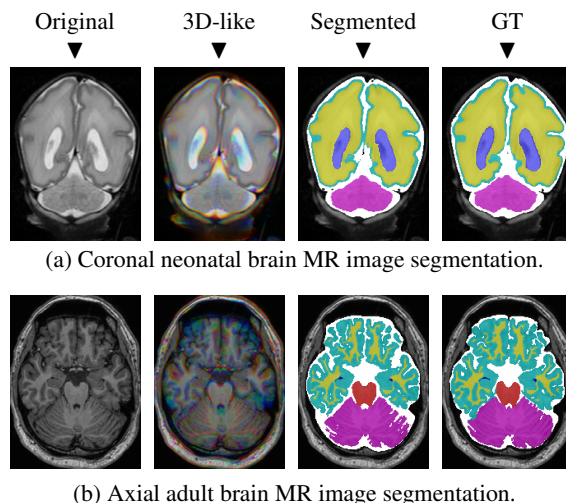 Original 3D-like Segmented GT
(a) Coronal neonatal brain MR image segmentation.
(b) Axial adult brain MR image segmentation.